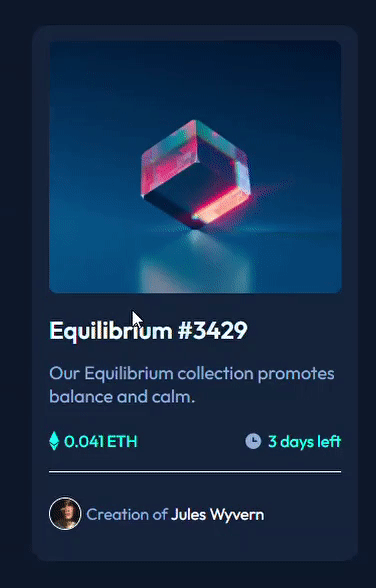 Equilibrium #3429
Our Equilibrium collection promotes
balance and calm.
0.041 ETH 3 days left
Creation of Jules Wyvern